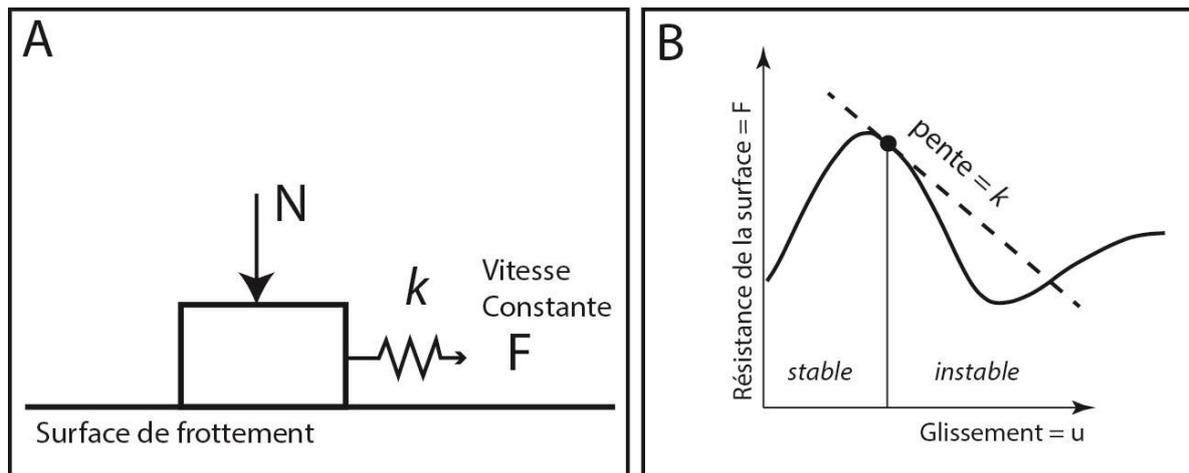 A
N
k
Vitesse
Constante
F
Surface de frottement
B
Résistance de la surface = F
pente = k
stable
instable
Glissement = u